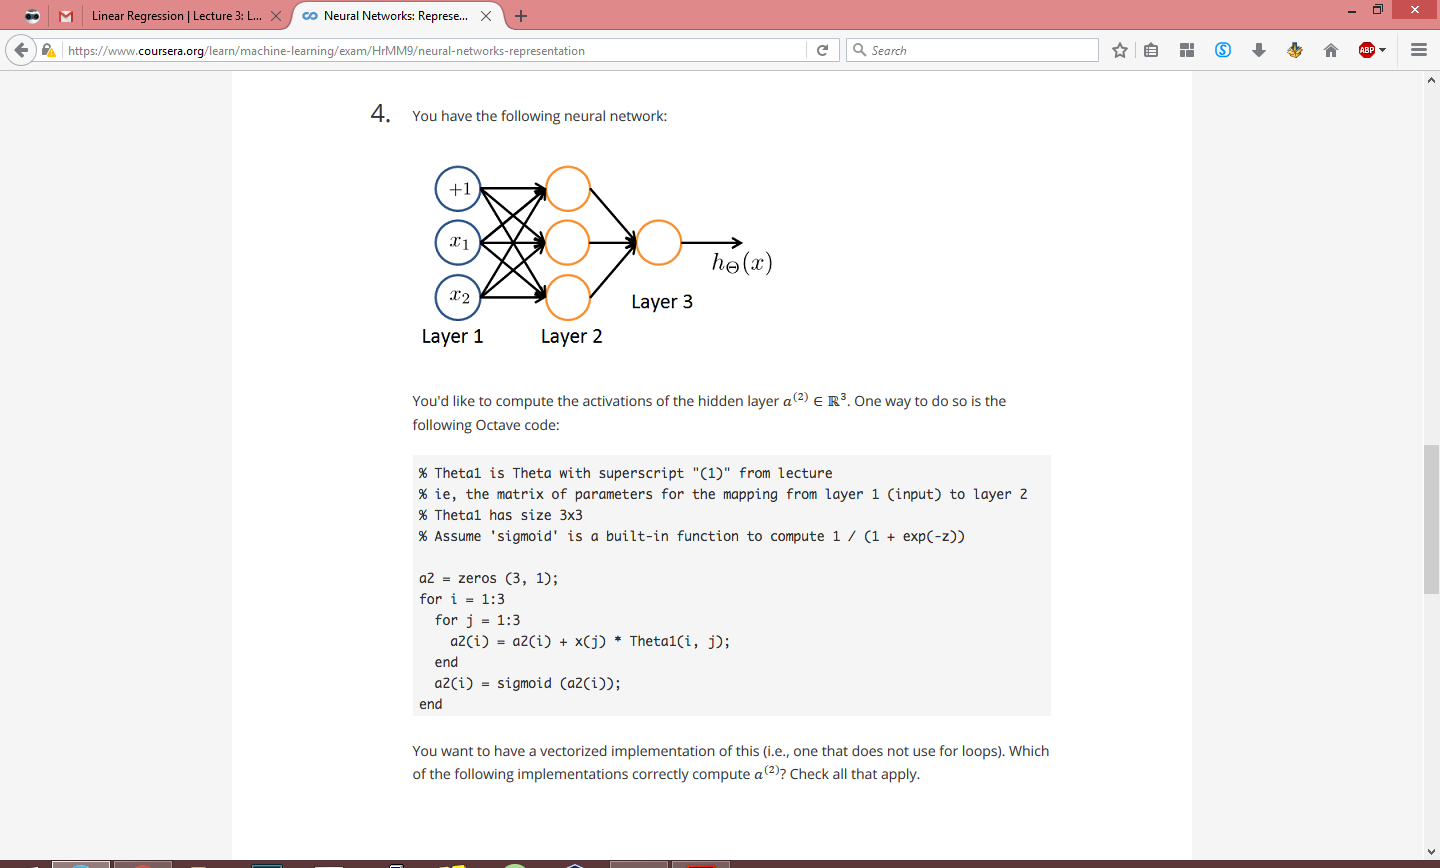 Linear Regression | Lecture 3: L...
Neural Networks: Represe...
https://www.coursera.org/learn/machine-learning/exam/HrMM9/neural-networks-representation
Search
ABP
4. You have the following neural network:
+1
x1
x2
hΘ(x)
Layer 3
Layer 1
Layer 2
You'd like to compute the activations of the hidden layer a⁽²⁾ ∈ ℝ³. One way to do so is the
following Octave code:
% Theta1 is Theta with superscript "(1)" from lecture
% ie, the matrix of parameters for the mapping from layer 1 (input) to layer 2
% Theta1 has size 3x3
% Assume 'sigmoid' is a built-in function to compute 1 / (1 + exp(-z))
a2 = zeros (3, 1);
for i = 1:3
for j = 1:3
a2(i) = a2(i) + x(j) * Theta1(i, j);
end
a2(i) = sigmoid (a2(i));
end
You want to have a vectorized implementation of this (i.e., one that does not use for loops). Which
of the following implementations correctly compute a⁽²⁾? Check all that apply.